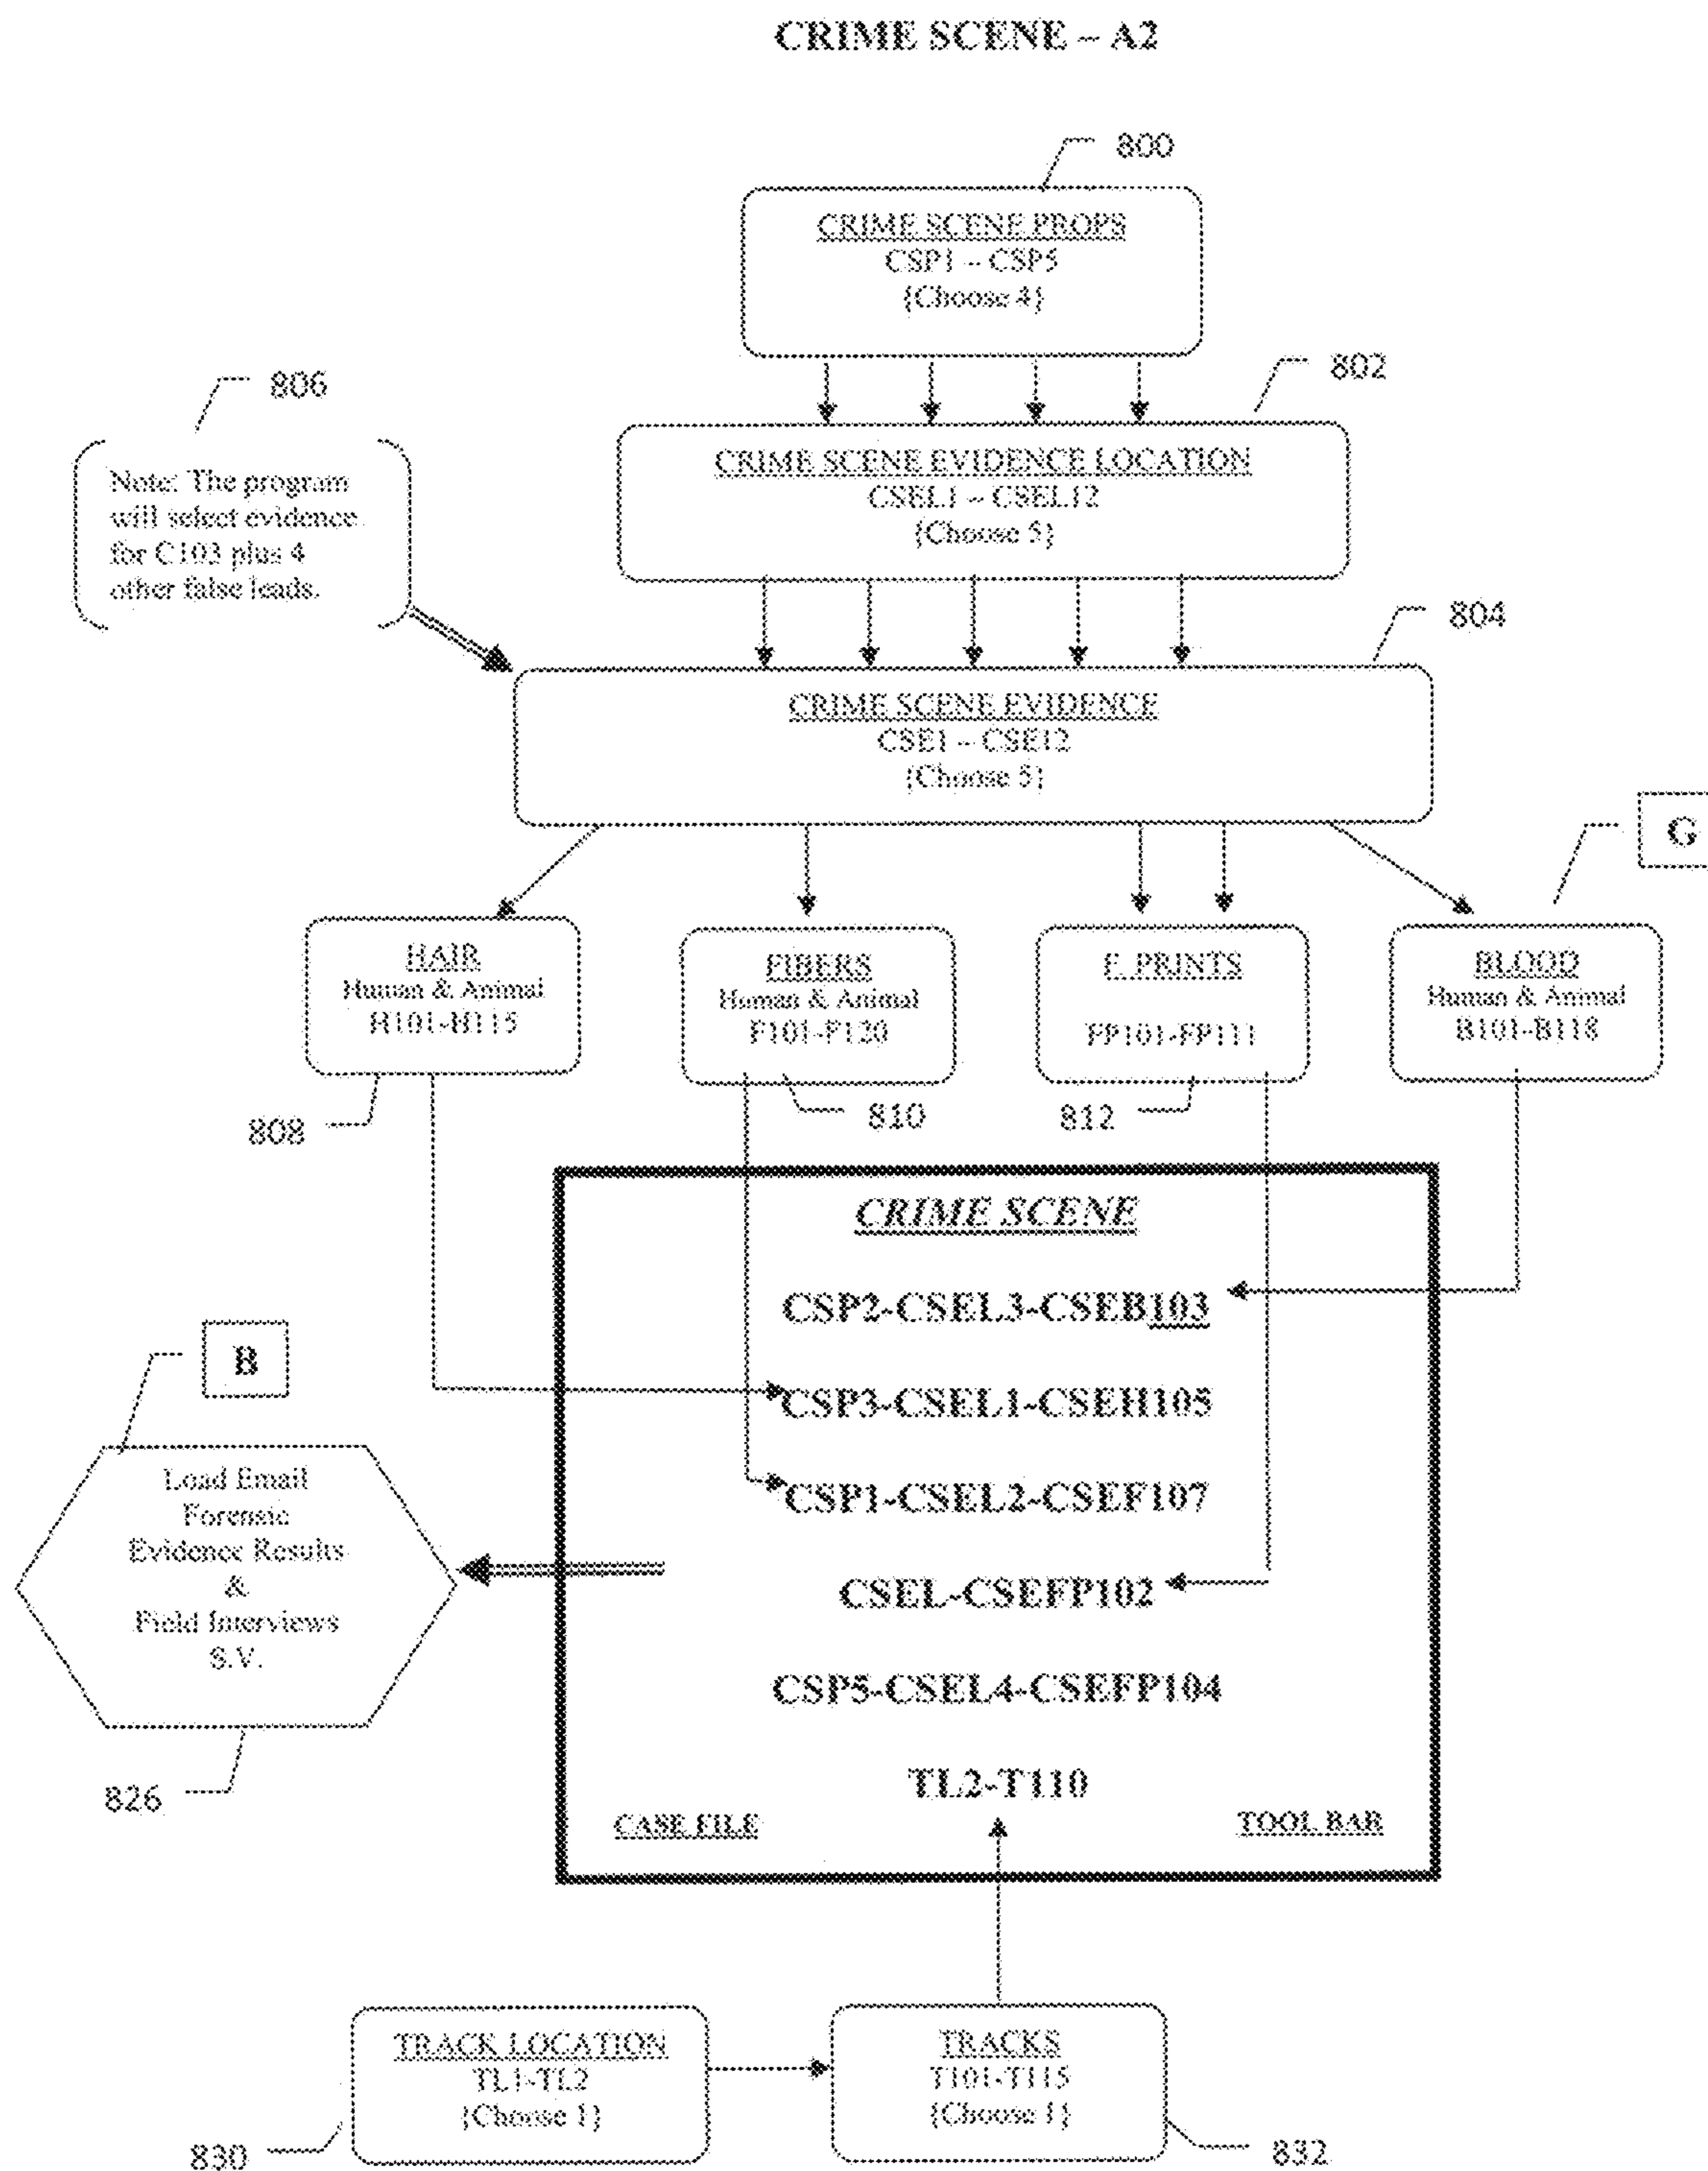 CRIME SCENE – A2
800
CRIME SCENE PROPS
CSP1 – CSP5
{Choose 4}
802
CRIME SCENE EVIDENCE LOCATION
CSEL1 – CSEL12
{Choose 5}
806
Note: The program
will select evidence
for C103 plus 4
other false leads.
804
CRIME SCENE EVIDENCE
CSE1 – CSE12
{Choose 5}
G
HAIR
Human & Animal
H101-H115
FIBERS
Human & Animal
F101-F120
F. PRINTS
FP101-FP111
BLOOD
Human & Animal
B101-B118
808
810
812
CRIME SCENE
CSP2-CSEL3-CSEB103
CSP3-CSEL1-CSEH105
CSP1-CSEL2-CSEF107
CSEL-CSEFP102
CSP5-CSEL4-CSEFP104
TL2-T110
CASE FILE
TOOL BAR
B
Load Email
Forensic
Evidence Results
&
Field Interviews
S.V.
826
TRACK LOCATION
TL1-TL2
{Choose 1}
830
TRACKS
T101-T115
{Choose 1}
832